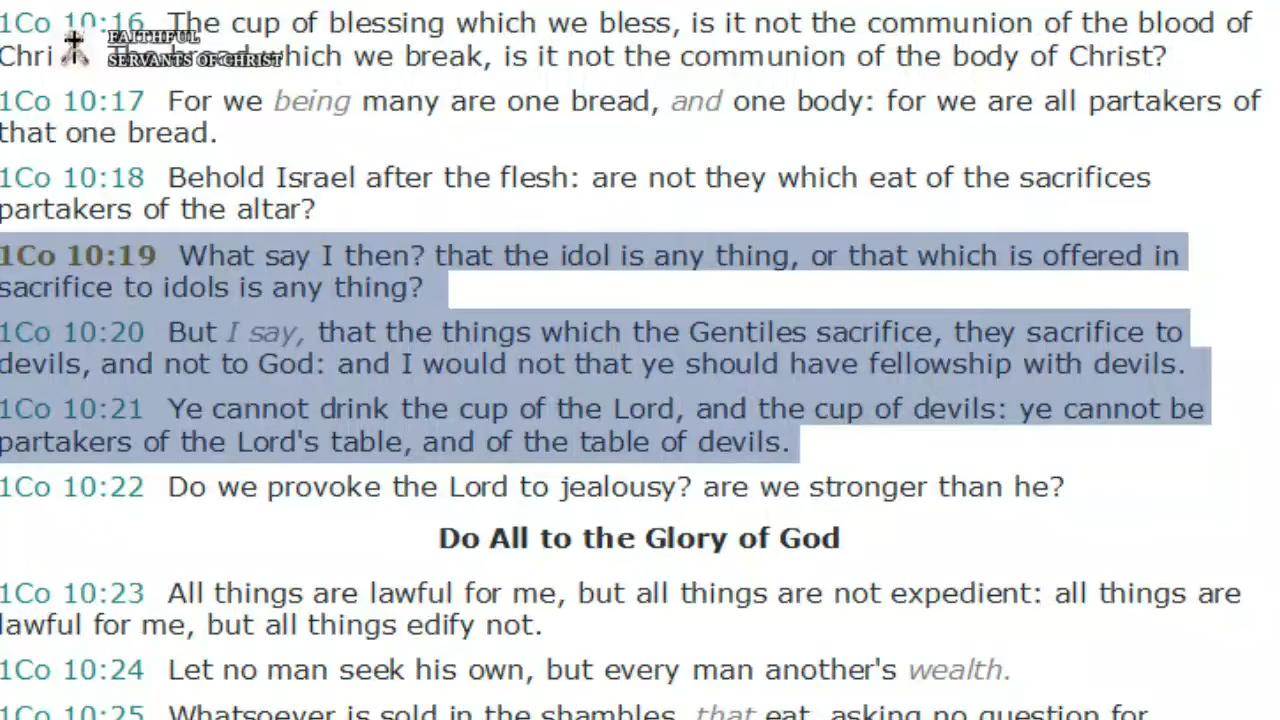 1Co 10:16 The cup of blessing which we bless, is it not the communion of the blood of
Chri The bread which we break, is it not the communion of the body of Christ?
FAITHFUL
SERVANTS OF CHRIST
1Co 10:17 For we being many are one bread, and one body: for we are all partakers of
that one bread.
1Co 10:18 Behold Israel after the flesh: are not they which eat of the sacrifices
partakers of the altar?
1Co 10:19 What say I then? that the idol is any thing, or that which is offered in
sacrifice to idols is any thing?
1Co 10:20 But I say, that the things which the Gentiles sacrifice, they sacrifice to
devils, and not to God: and I would not that ye should have fellowship with devils.
1Co 10:21 Ye cannot drink the cup of the Lord, and the cup of devils: ye cannot be
partakers of the Lord's table, and of the table of devils.
1Co 10:22 Do we provoke the Lord to jealousy? are we stronger than he?
Do All to the Glory of God
1Co 10:23 All things are lawful for me, but all things are not expedient: all things are
lawful for me, but all things edify not.
1Co 10:24 Let no man seek his own, but every man another's wealth.
1Co 10:25 Whatsoever is sold in the shambles, that eat, asking no question for